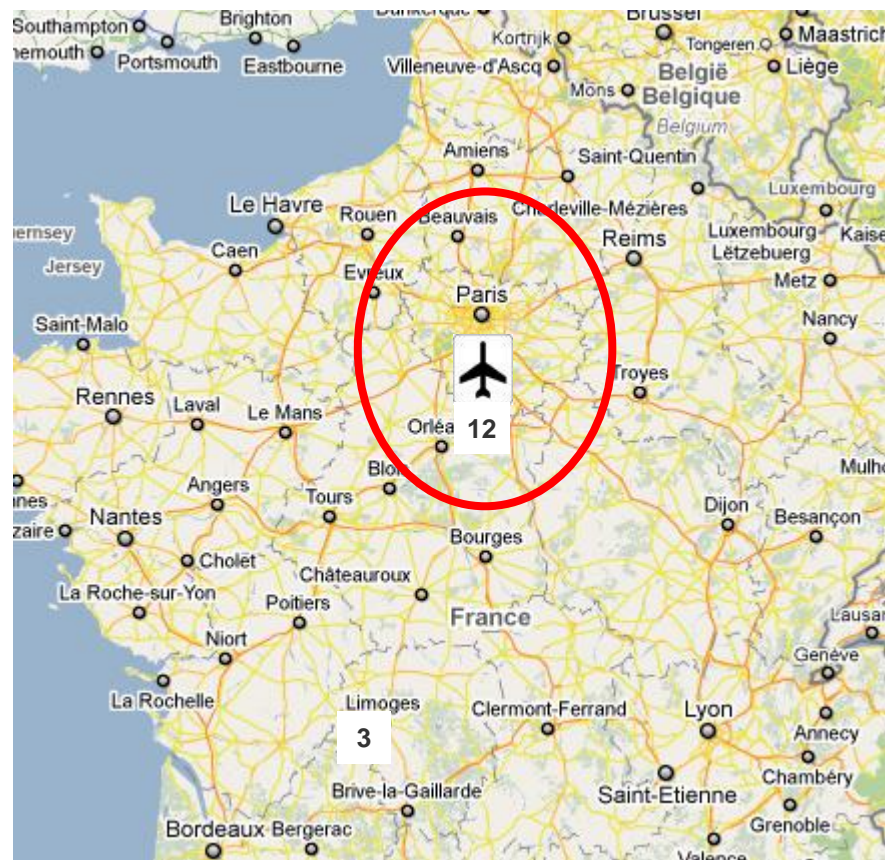 Southampton
Brighton
Portsmouth
Eastbourne
Kortrijk
Villeneuve-d'Ascq
Tongeren
Maastrich
Liège
Mons
België
Belgique
Belgium
Amiens
Saint-Quentin
Luxembourg
Le Havre
Rouen
Beauvais
Charleville-Mézières
ernsey
Jersey
Caen
Reims
Luxembourg
Lëtzebuerg
Kaise
Evreux
Paris
Metz
Saint-Malo
Nancy
Rennes
Laval
Le Mans
Troyes
12
Orléa
Blois
Mulho
Angers
Tours
nnes
Nantes
zaire
Dijon
Besançon
Bourges
Cholet
Châteauroux
La Roche-sur-Yon
Poitiers
France
Lausan
Niort
Genève
La Rochelle
Limoges
Clermont-Ferrand
Lyon
3
Annecy
Chambéry
Brive-la-Gaillarde
Saint-Etienne
Grenoble
Bordeaux
Bergerac
Valence